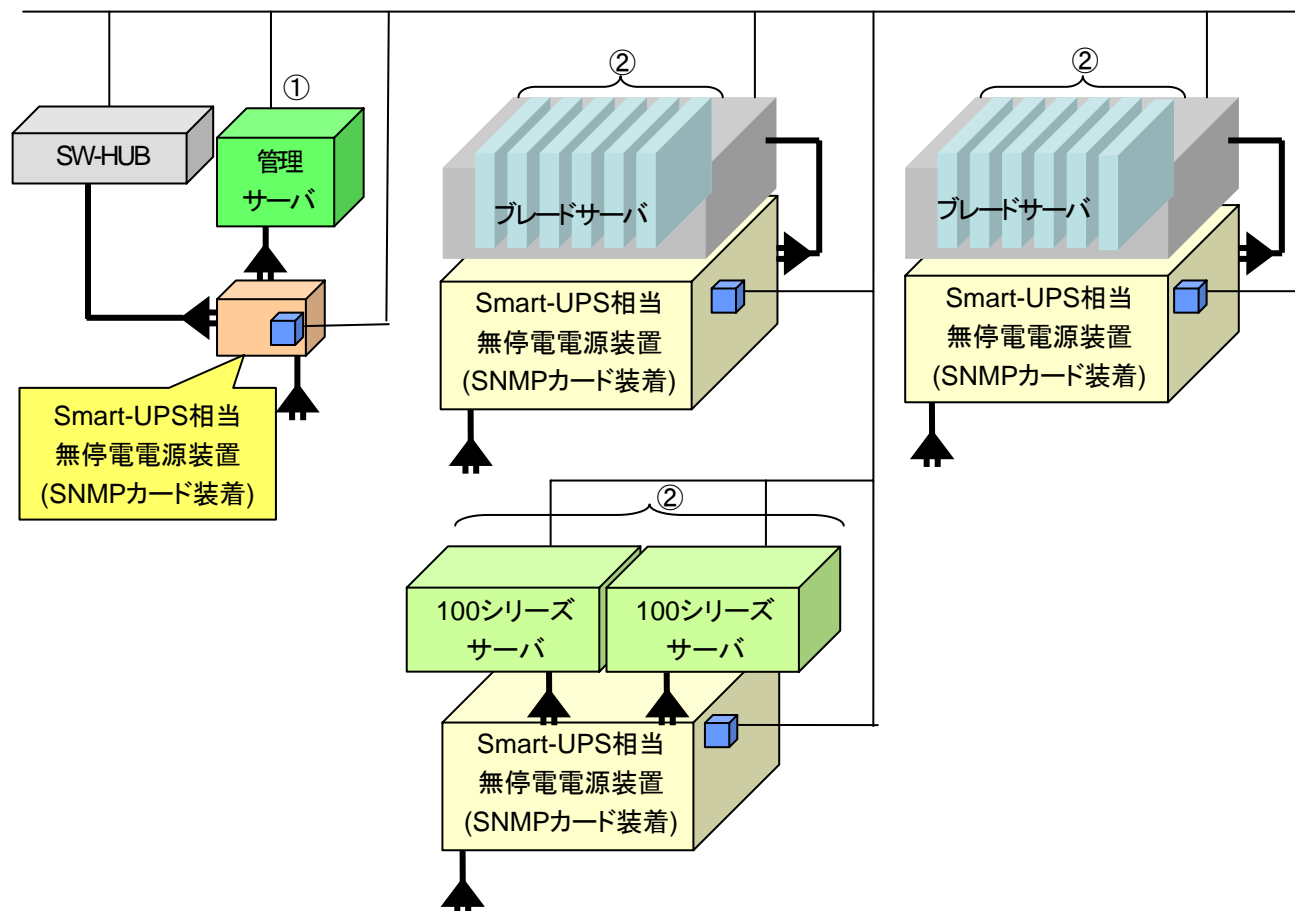 ①
②
②
SW-HUB
管理
サーバ
ブレードサーバ
ブレードサーバ
Smart-UPS相当
無停電電源装置
(SNMPカード装着)
Smart-UPS相当
無停電電源装置
(SNMPカード装着)
Smart-UPS相当
無停電電源装置
(SNMPカード装着)
②
100シリーズ
サーバ
100シリーズ
サーバ
Smart-UPS相当
無停電電源装置
(SNMPカード装着)